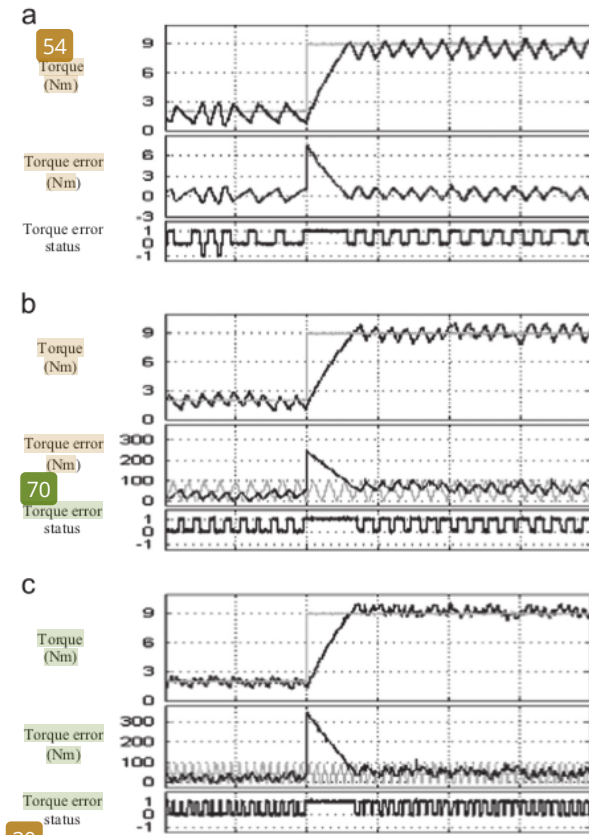 a
54
Torque
(Nm)
9
6
3
0
Torque error
(Nm)
6
3
0
-3
Torque error
status
1
0
-1
b
Torque
(Nm)
9
6
3
0
Torque error
(Nm)
300
200
100
0
70
Torque error
status
1
0
-1
c
Torque
(Nm)
9
6
3
0
Torque error
(Nm)
300
200
100
0
Torque error
status
1
0
-1